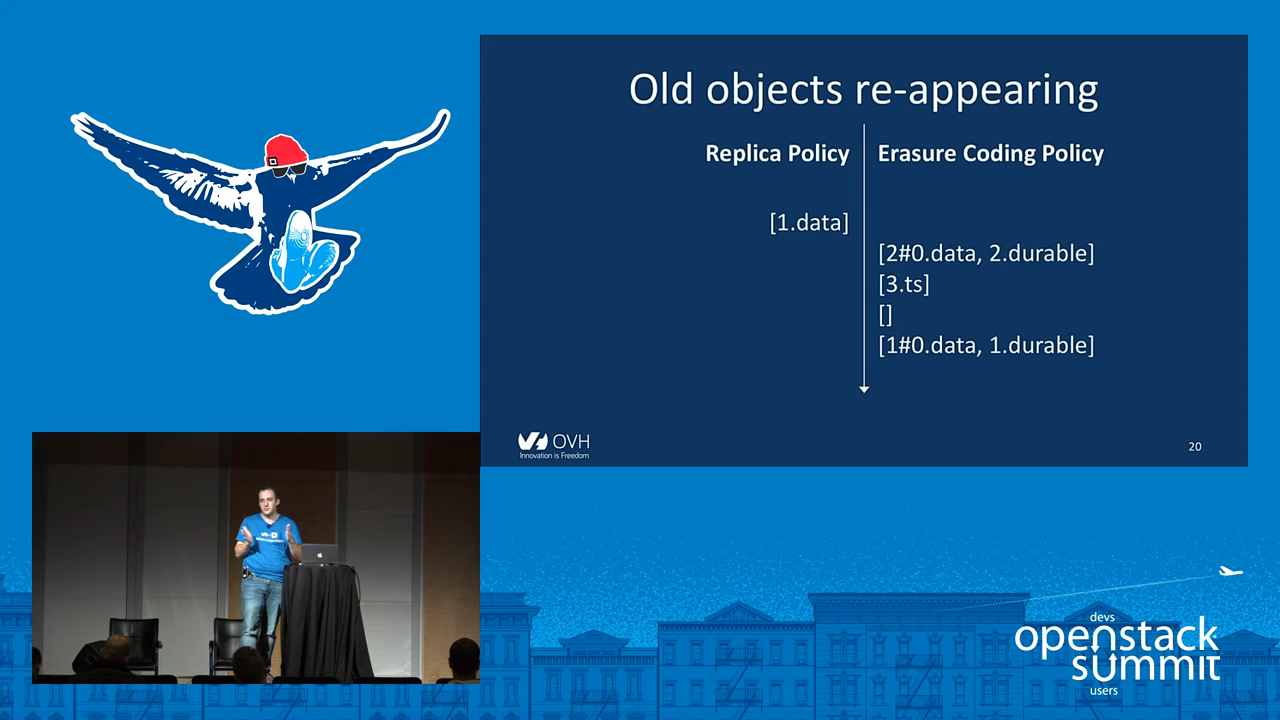 Old objects re-appearing
Replica Policy
Erasure Coding Policy
[1.data]
[2#0.data, 2.durable]
[3.ts]
[]
[1#0.data, 1.durable]
OVH
Innovation is Freedom
20
devs
openstack
summit
users